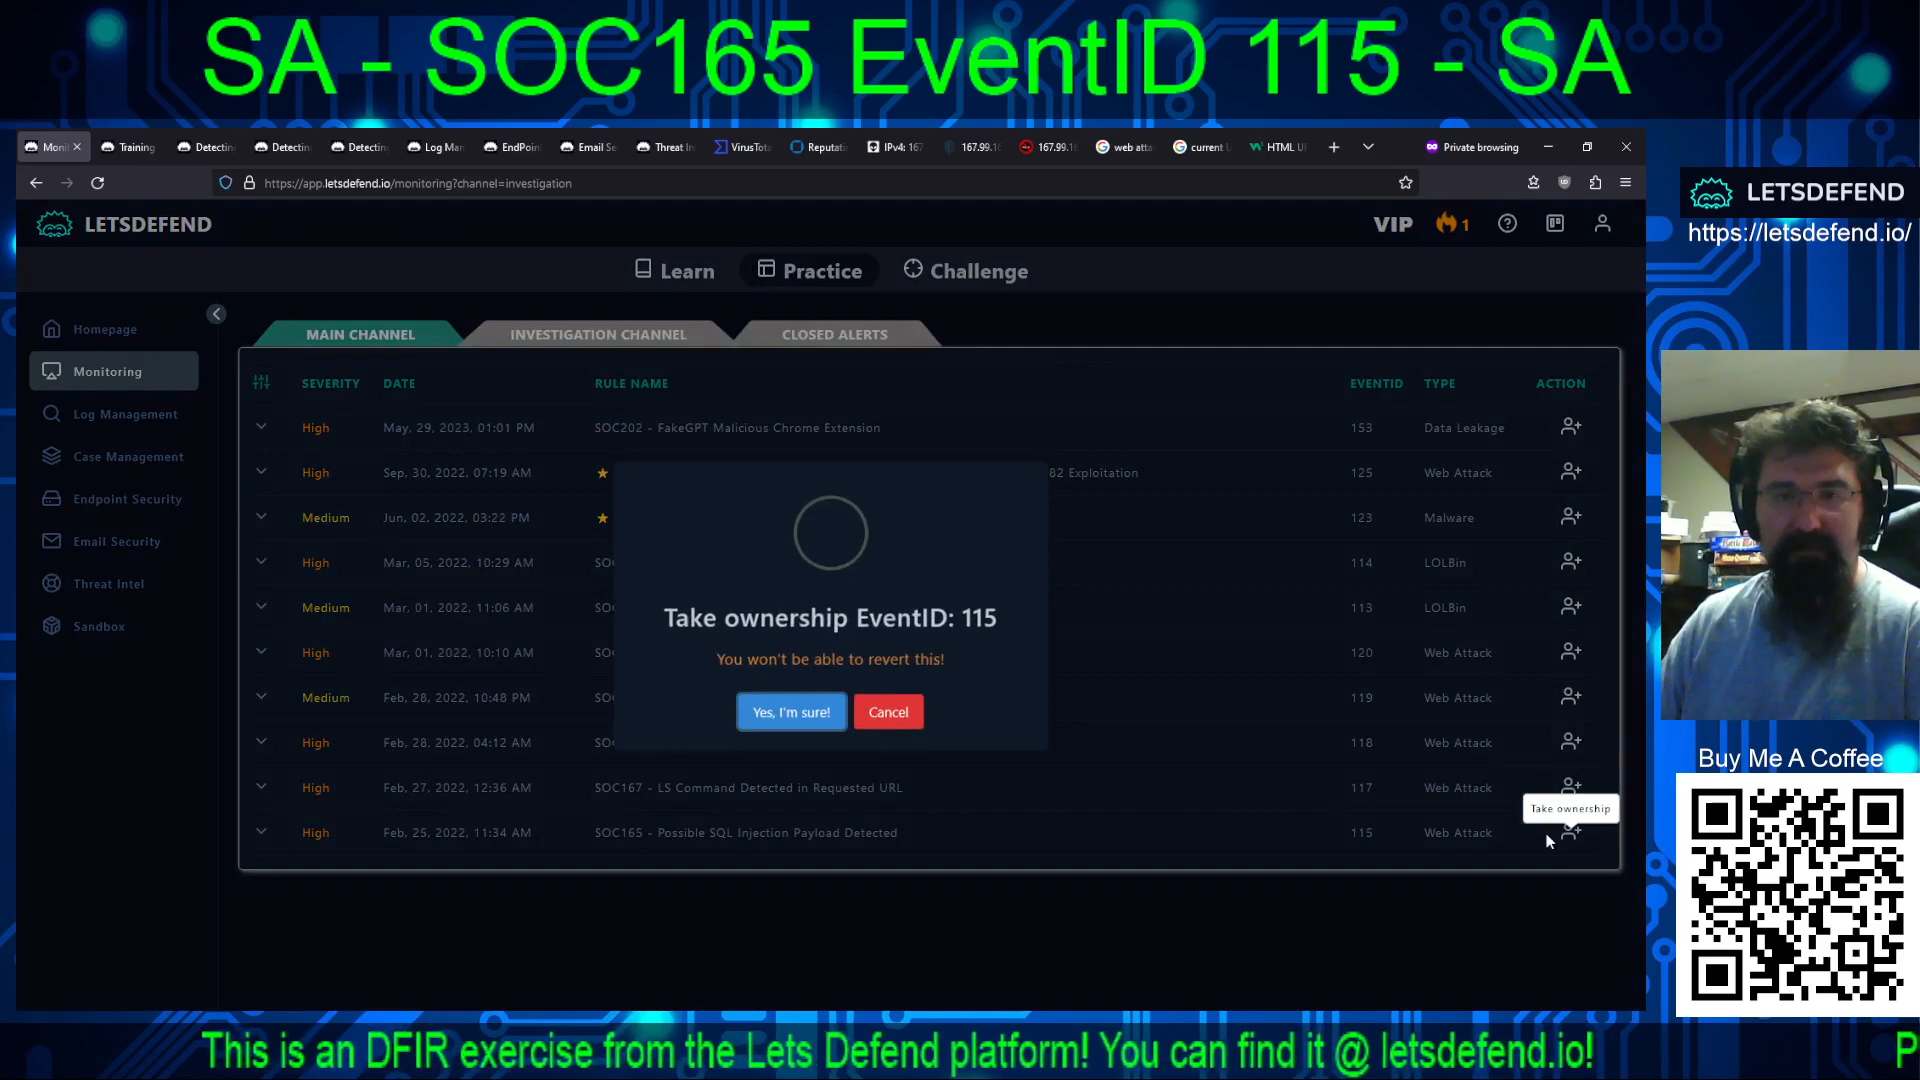 SA - SOC165 EventID 115 - SA
Moni
Training
Detectin
Detectin
Detectin
Log Man
EndPoin
Email Se
Threat In
VirusTota
Reputati
IPv4: 167
167.99.1
167.99.1
web atta
current U
HTML UR
Private browsing
https://app.letsdefend.io/monitoring?channel=investigation
LETSDEFEND
https://letsdefend.io/
LETSDEFEND
VIP
1
Learn
Practice
Challenge
Homepage
Monitoring
Log Management
Case Management
Endpoint Security
Email Security
Threat Intel
Sandbox
MAIN CHANNEL
INVESTIGATION CHANNEL
CLOSED ALERTS
SEVERITY DATE RULE NAME EVENTID TYPE ACTION
High May, 29, 2023, 01:01 PM SOC202 - FakeGPT Malicious Chrome Extension 153 Data Leakage
High Sep, 30, 2022, 07:19 AM 82 Exploitation 125 Web Attack
Medium Jun, 02, 2022, 03:22 PM 123 Malware
High Mar, 05, 2022, 10:29 AM SO 114 LOLBin
Medium Mar, 01, 2022, 11:06 AM SO 113 LOLBin
High Mar, 01, 2022, 10:10 AM SO 120 Web Attack
Medium Feb, 28, 2022, 10:48 PM SO 119 Web Attack
High Feb, 28, 2022, 04:12 AM SO 118 Web Attack
High Feb, 27, 2022, 12:36 AM SOC167 - LS Command Detected in Requested URL 117 Web Attack
High Feb, 25, 2022, 11:34 AM SOC165 - Possible SQL Injection Payload Detected 115 Web Attack
Take ownership EventID: 115
You won't be able to revert this!
Yes, I'm sure!
Cancel
Take ownership
Buy Me A Coffee
This is an DFIR exercise from the Lets Defend platform! You can find it @ letsdefend.io!
P